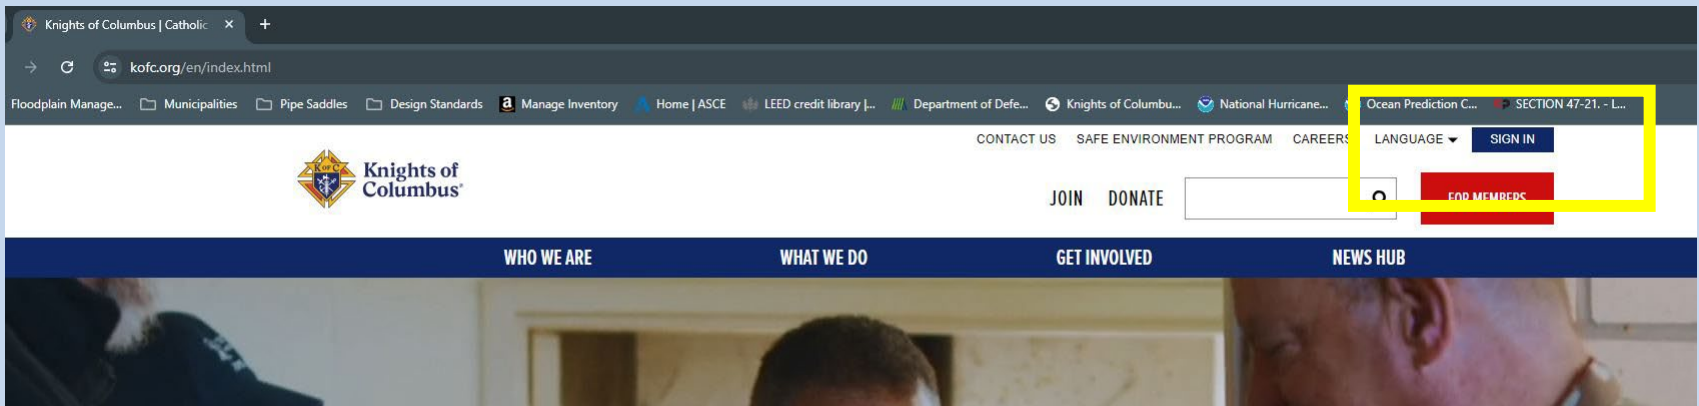 Knights of Columbus | Catholic
kofc.org/en/index.html
Floodplain Manage... Municipalities Pipe Saddles Design Standards Manage Inventory Home | ASCE LEED credit library |... Department of Defe... Knights of Columbu... National Hurricane... Ocean Prediction C... SECTION 47-21. - L...
CONTACT US SAFE ENVIRONMENT PROGRAM CAREERS LANGUAGE SIGN IN
K OF C
Knights of
Columbus
JOIN DONATE FOR MEMBERS
WHO WE ARE WHAT WE DO GET INVOLVED NEWS HUB